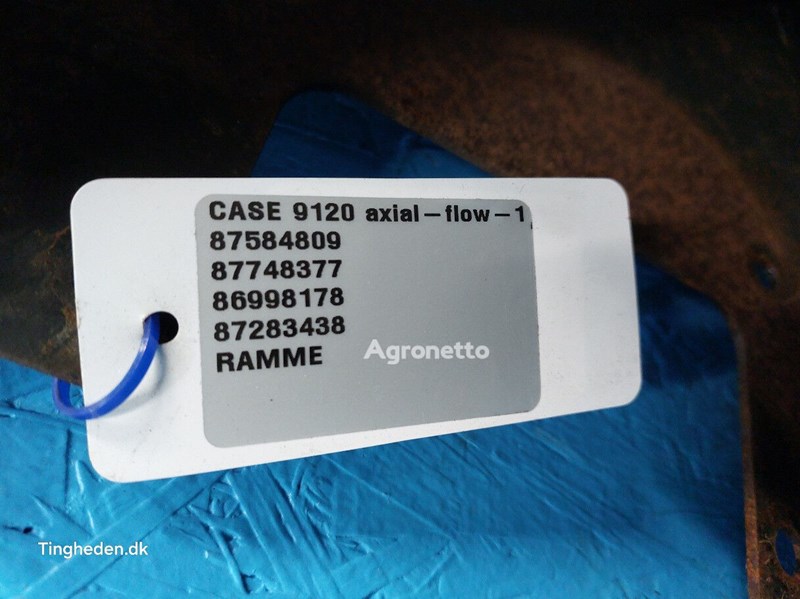 CASE 9120 axial-flow-1
87584809
87748377
86998178
87283438
RAMME
Agronetto
Tingheden.dk